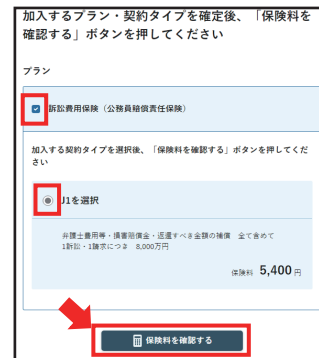 加入するプラン・契約タイプを確定後、「保険料を
確認する」ボタンを押してください
プラン
訴訟費用保険（公務員賠償責任保険）
加入する契約タイプを選択後、「保険料を確認する」ボタンを押してくだ
さい
J1を選択
弁護士費用等・損害賠償金・返還すべき金額の補償 全て含めて
1訴訟・1請求につき 8,000万円
保険料 5,400 円
保険料を確認する